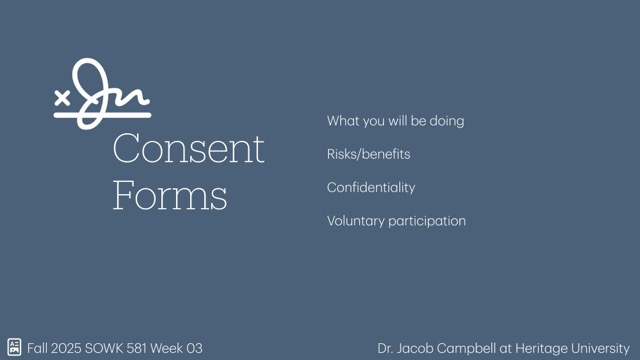 Consent
Forms
What you will be doing
Risks/benefits
Confidentiality
Voluntary participation
Fall 2025 SOWK 581 Week 03
Dr. Jacob Campbell at Heritage University